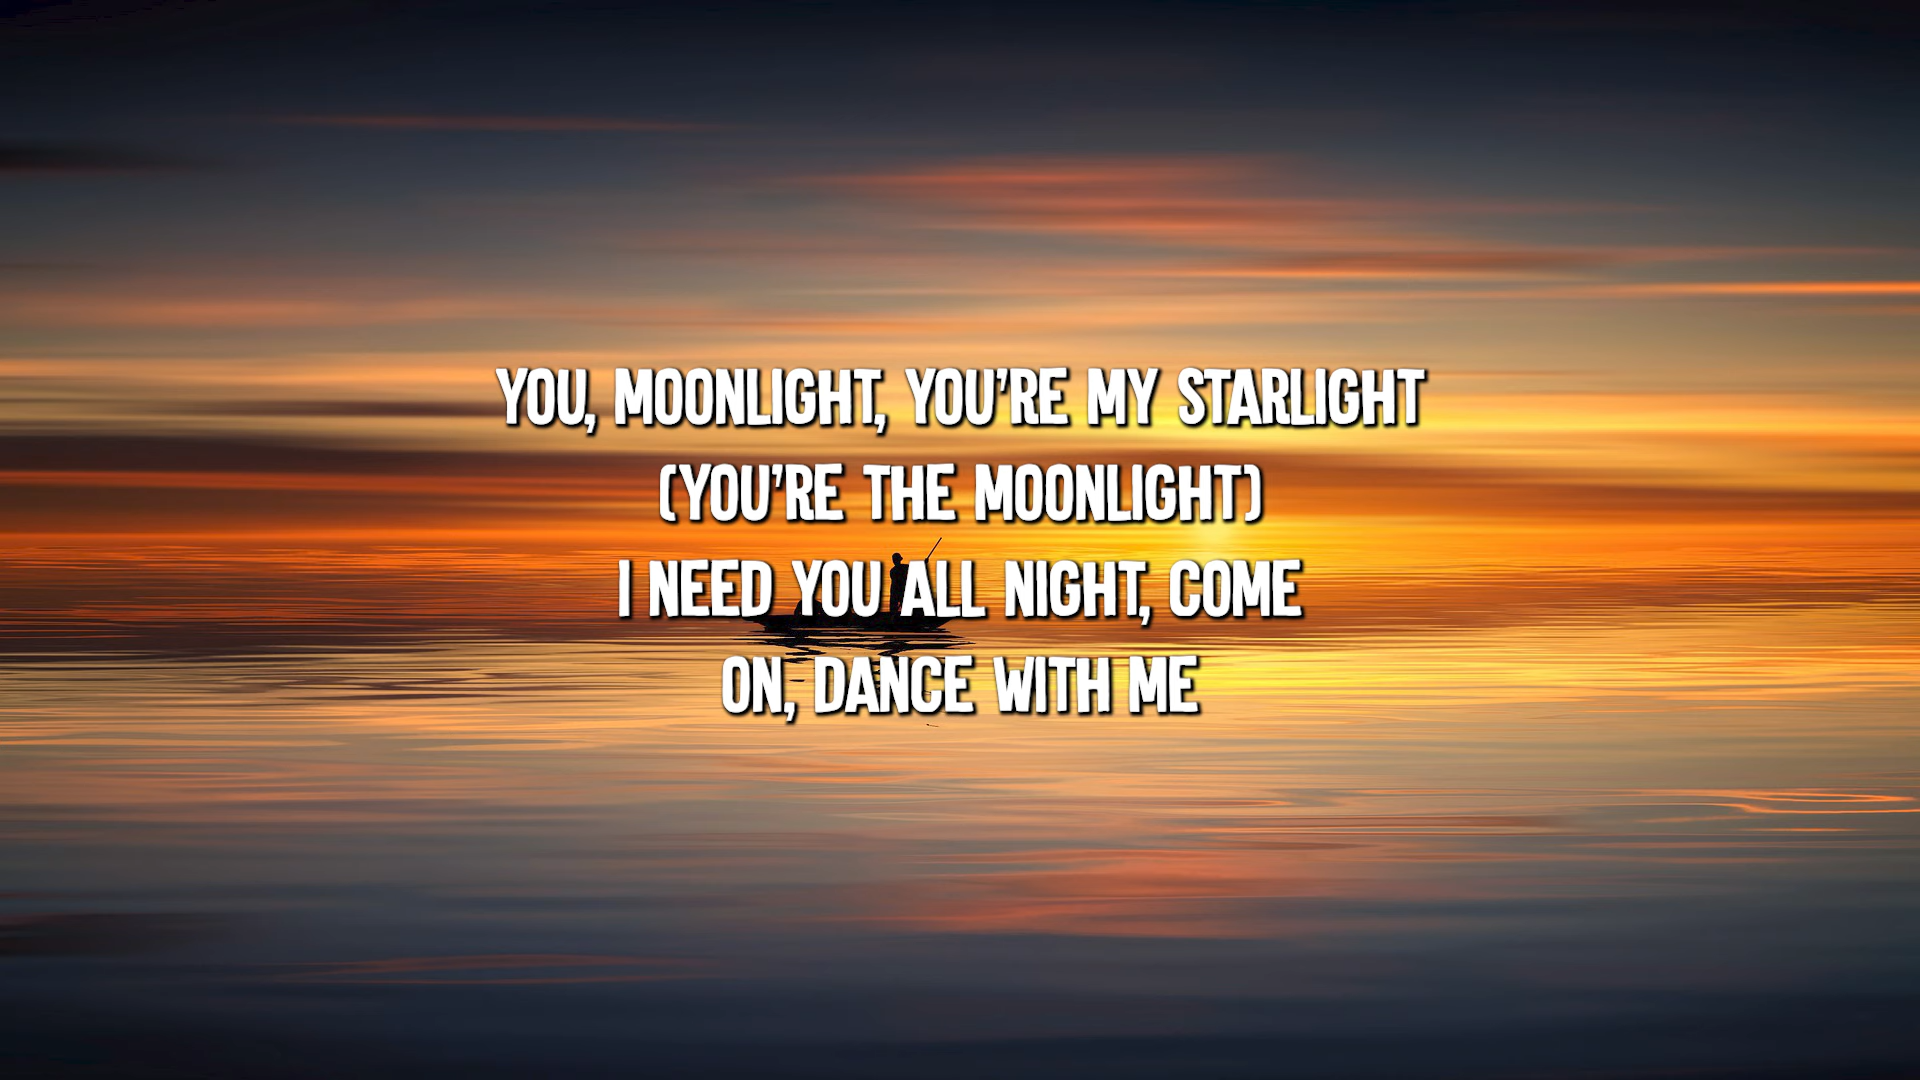 YOU, MOONLIGHT, YOU'RE MY STARLIGHT
(YOU'RE THE MOONLIGHT)
I NEED YOU ALL NIGHT, COME
ON, DANCE WITH ME